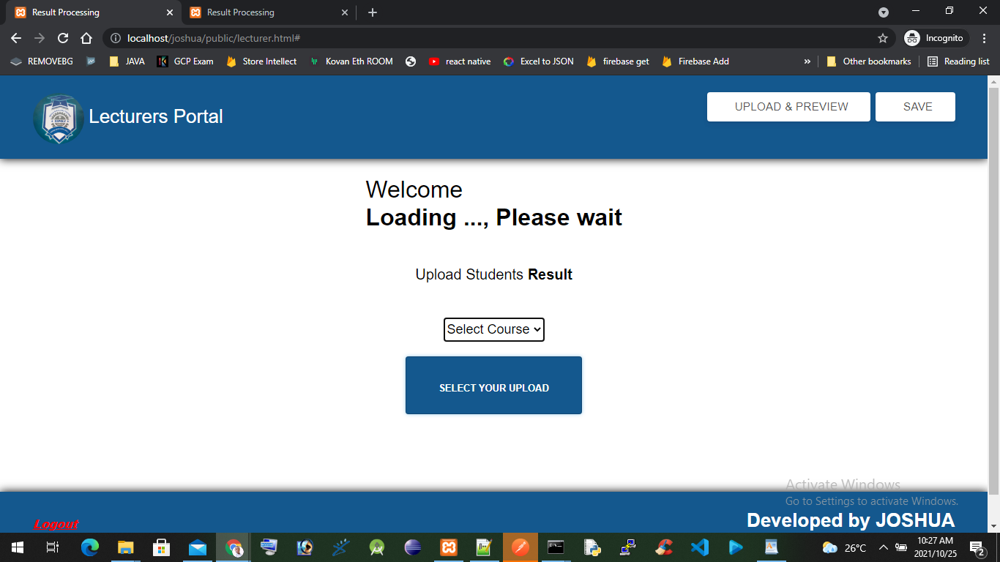 Result Processing
Result Processing
localhost/joshua/public/lecturer.html#
Incognito
REMOVEBG
JAVA
GCP Exam
Store Intellect
Kovan Eth ROOM
react native
Excel to JSON
firebase get
Firebase Add
»
Other bookmarks
Reading list
Lecturers Portal
UPLOAD & PREVIEW
SAVE
Welcome
Loading ..., Please wait
Upload Students Result
Select Course
SELECT YOUR UPLOAD
Activate Windows
Go to Settings to activate Windows.
Logout
Developed by JOSHUA
26°C
10:27 AM
2021/10/25
2